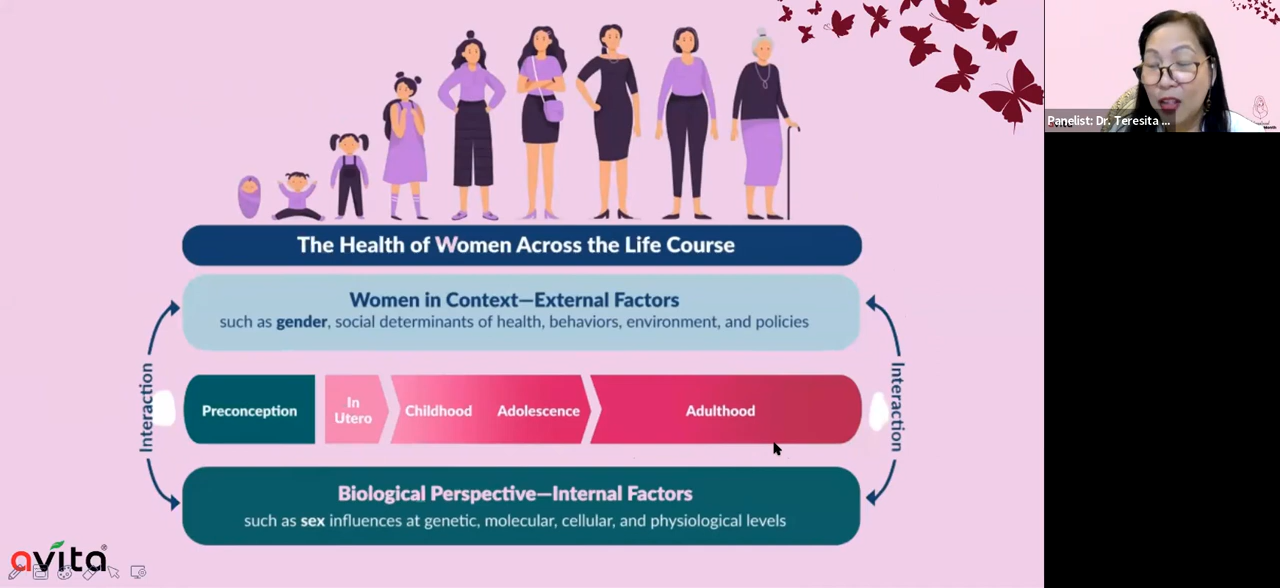 Panelist: Dr. Teresita ...
The Health of Women Across the Life Course
Women in Context—External Factors
such as gender, social determinants of health, behaviors, environment, and policies
Interaction
Preconception
In
Utero
Childhood
Adolescence
Adulthood
Interaction
Biological Perspective—Internal Factors
such as sex influences at genetic, molecular, cellular, and physiological levels
avita